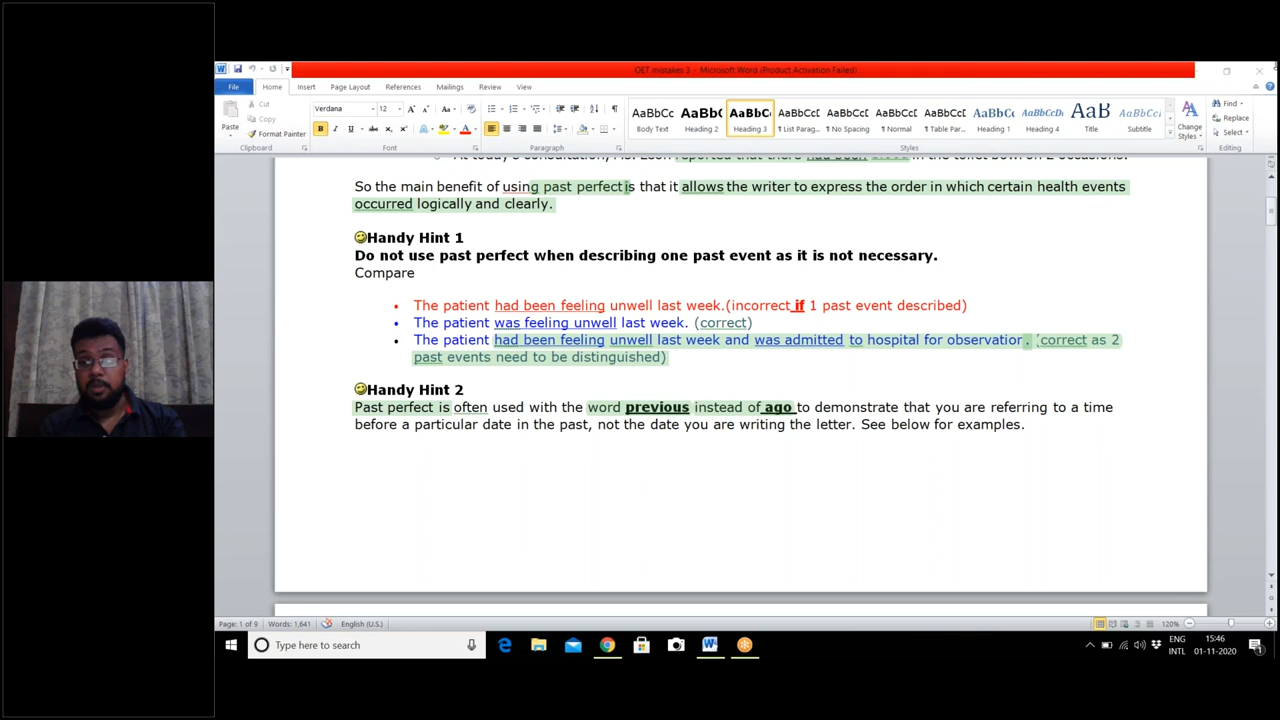 OET mistakes 3 - Microsoft Word (Product Activation Failed)
File Home Insert Page Layout References Mailings Review View
Cut
Copy
Format Painter
Paste
Verdana 12
Clipboard Font Paragraph Styles Editing
AaBbCc AaBbCc AaBbCc AaBbCc AaBbCc AaBbCc AaBbCc AaBbCc AaBbCc AaB AaBbCc
Body Text Heading 2 Heading 3 ¶ List Parag... ¶ No Spacing ¶ Normal ¶ Table Par... Heading 1 Heading 4 Title Subtitle
Change Styles
Find
Replace
Select
So the main benefit of using past perfect is that it allows the writer to express the order in which certain health events
occurred logically and clearly.
Handy Hint 1
Do not use past perfect when describing one past event as it is not necessary.
Compare
• The patient had been feeling unwell last week.(incorrect if 1 past event described)
• The patient was feeling unwell last week. (correct)
• The patient had been feeling unwell last week and was admitted to hospital for observation. (correct as 2
past events need to be distinguished)
Handy Hint 2
Past perfect is often used with the word previous instead of ago to demonstrate that you are referring to a time
before a particular date in the past, not the date you are writing the letter. See below for examples.
Page: 1 of 9 Words: 1,641 English (U.S.) 120%
Type here to search
ENG
INTL
15:46
01-11-2020